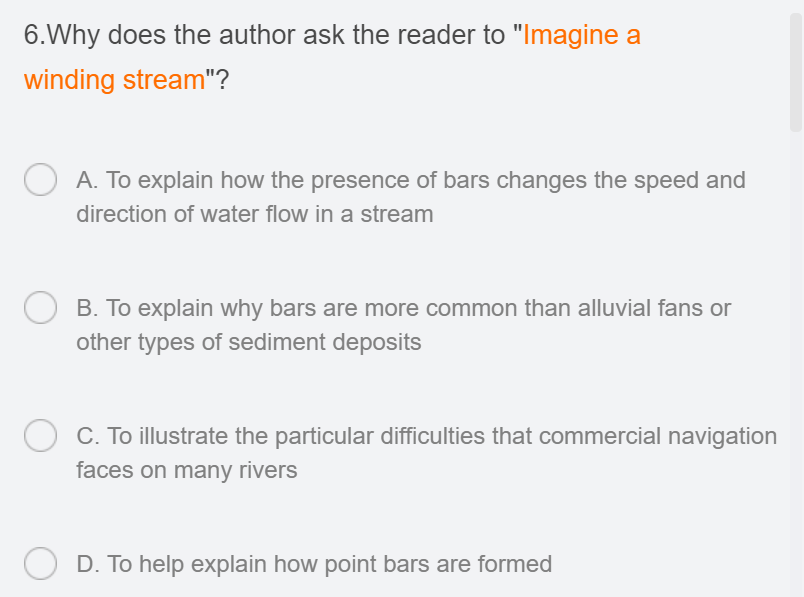 6.Why does the author ask the reader to "Imagine a
winding stream"?
A. To explain how the presence of bars changes the speed and
direction of water flow in a stream
B. To explain why bars are more common than alluvial fans or
other types of sediment deposits
C. To illustrate the particular difficulties that commercial navigation
faces on many rivers
D. To help explain how point bars are formed